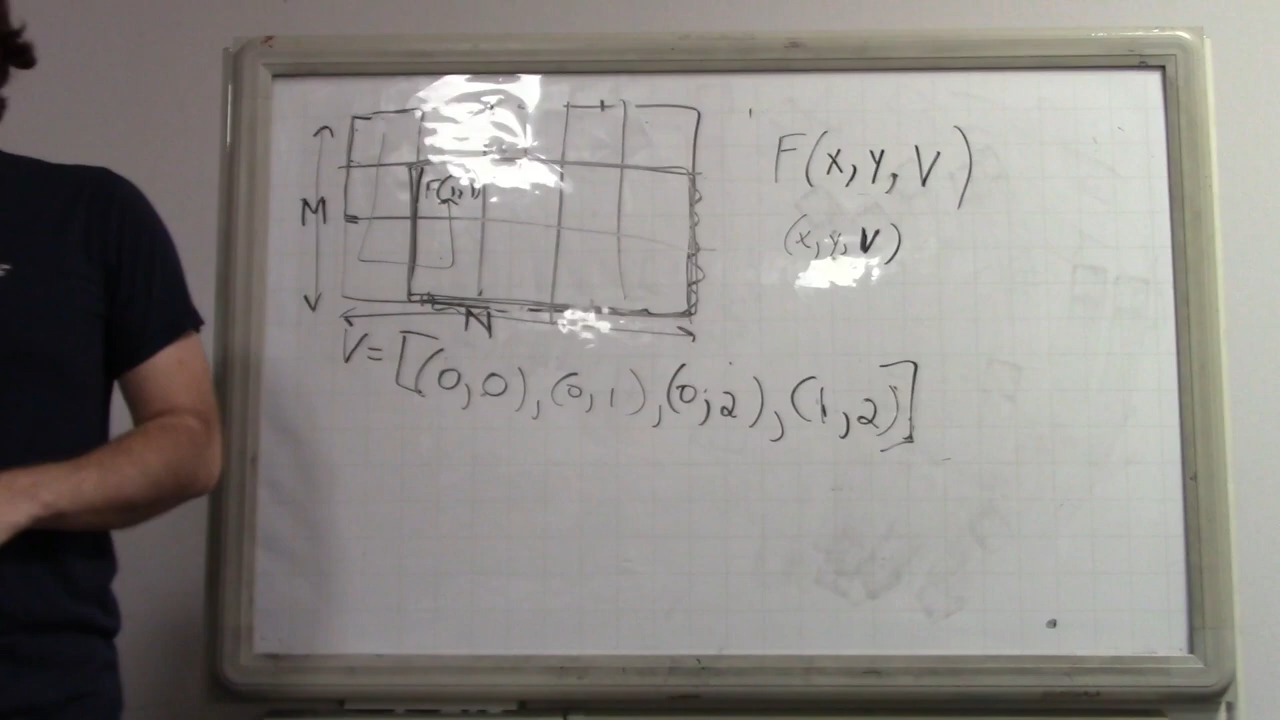 F(x, y, V)
M
(x, y, V)
N
V = [(0,0), (0,1), (0,2), (1,2)]